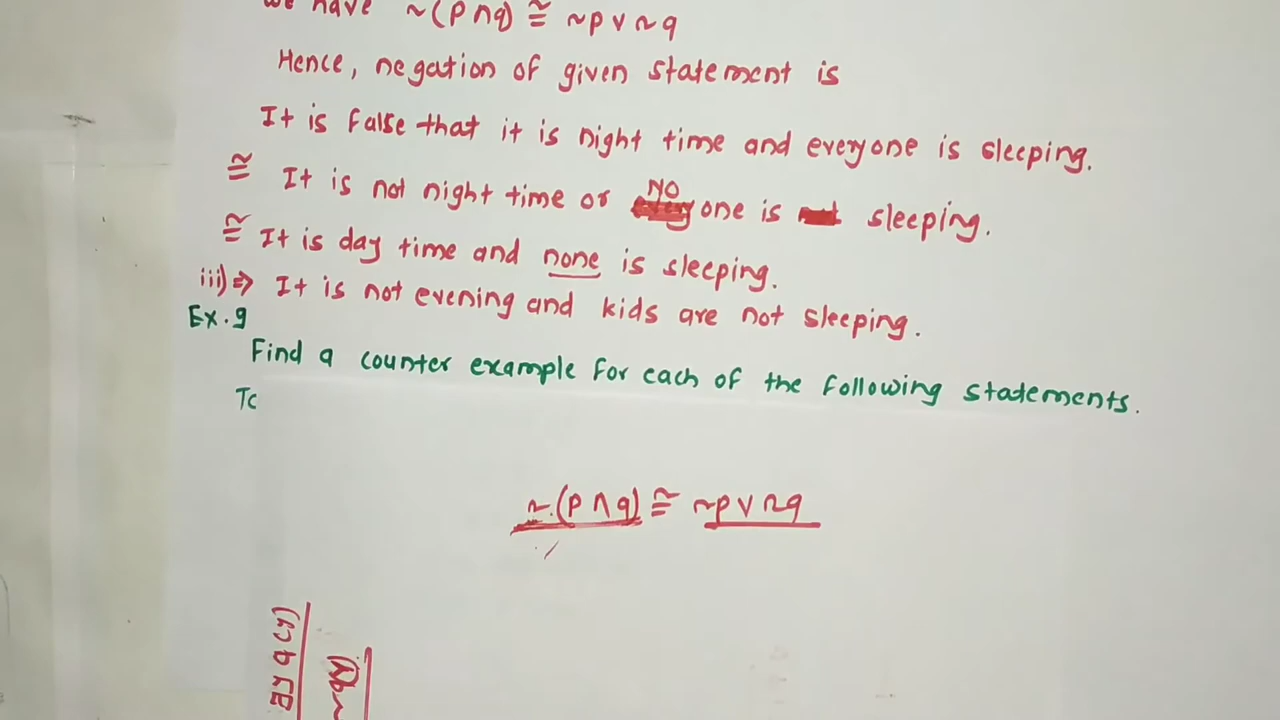 We have ~(p ∧ q) ≅ ~p ∨ ~q
Hence, negation of given statement is
It is false that it is night time and everyone is sleeping.
≅ It is not night time or No one is sleeping.
≅ It is day time and none is sleeping.
iii) ⇒ It is not evening and kids are not sleeping.
Ex. 9
Find a counter example for each of the following statements.
To
~(p ∧ q) ≅ ~p ∨ ~q